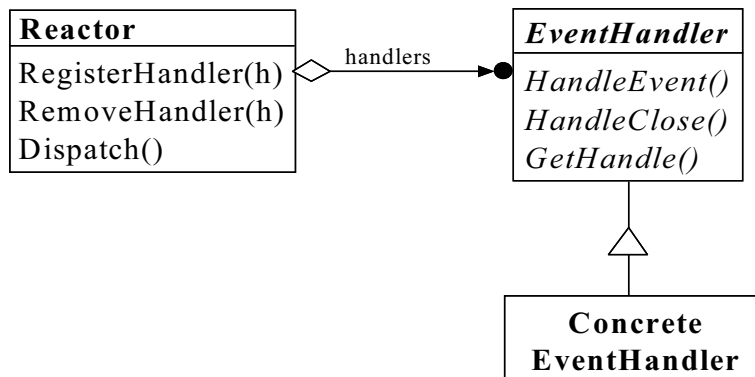 Reactor
RegisterHandler(h)
RemoveHandler(h)
Dispatch()
handlers
EventHandler
HandleEvent()
HandleClose()
GetHandle()
Concrete
EventHandler